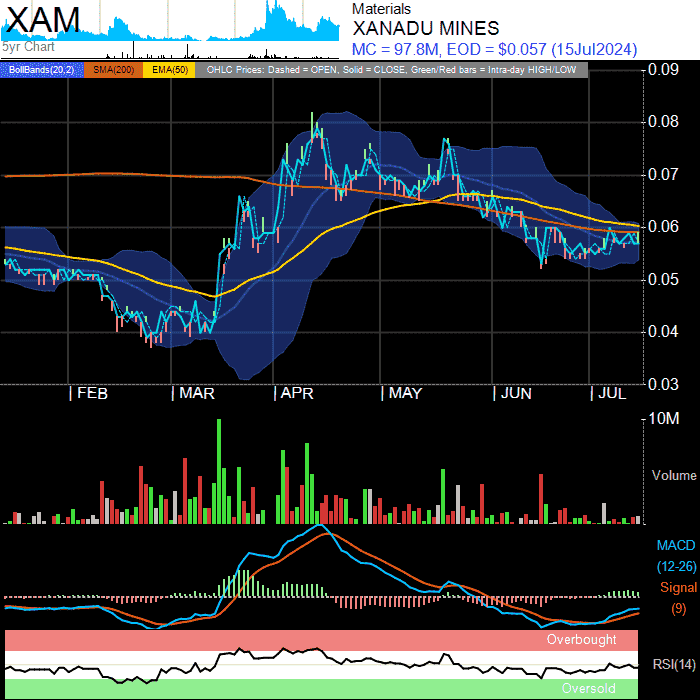 XAM
5yr Chart
Materials
XANADU MINES
MC = 97.8M, EOD = $0.057 (15Jul2024)
BollBands(20,2) SMA(200) EMA(50) OHLC Prices: Dashed = OPEN, Solid = CLOSE, Green/Red bars = Intra-day HIGH/LOW
0.09
0.08
0.07
0.06
0.05
0.04
0.03
| FEB | MAR | APR | MAY | JUN | JUL
10M
Volume
MACD
(12-26)
Signal
(9)
Overbought
RSI(14)
Oversold